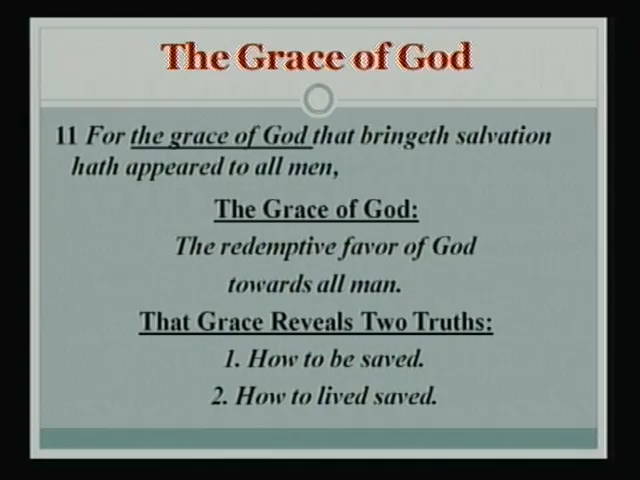 The Grace of God
11 For the grace of God that bringeth salvation
hath appeared to all men,
The Grace of God:
The redemptive favor of God
towards all man.
That Grace Reveals Two Truths:
1. How to be saved.
2. How to lived saved.